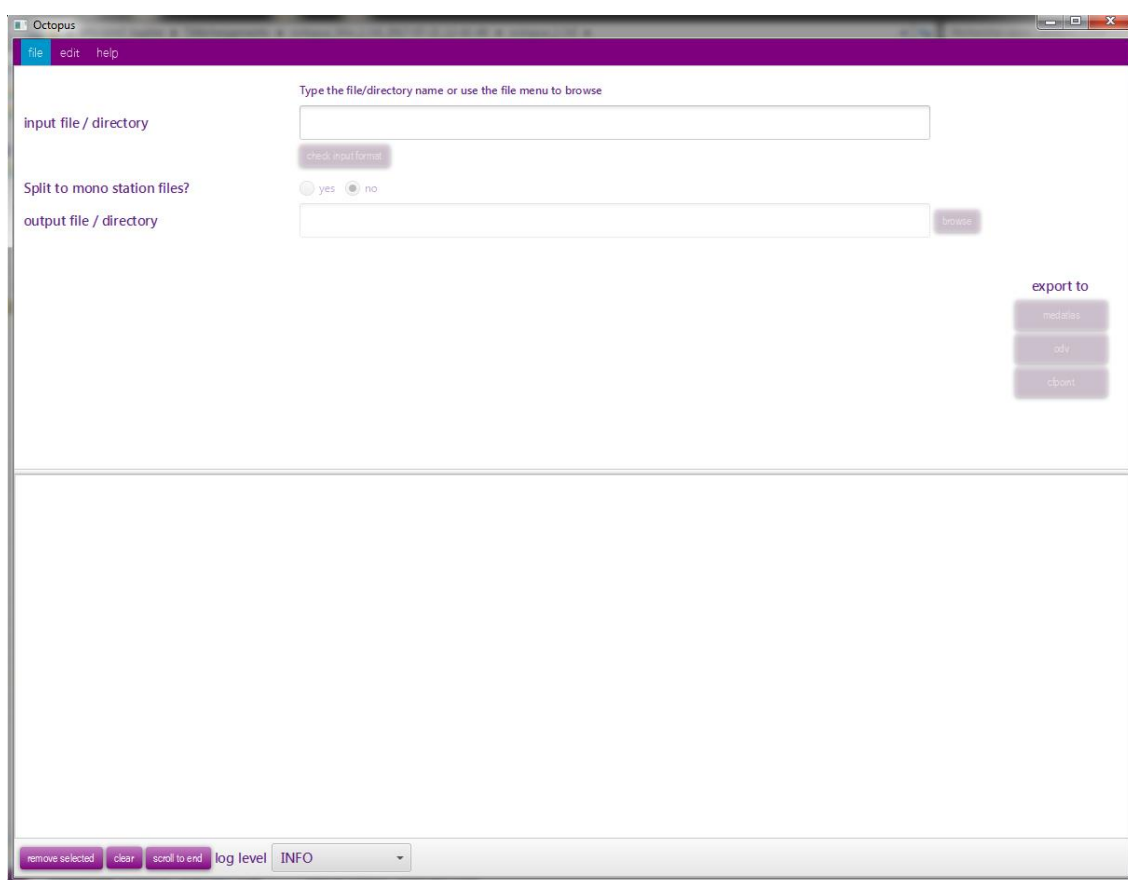 Octopus
file edit help
Type the file/directory name or use the file menu to browse
input file / directory
check input format
Split to mono station files? yes no
output file / directory browse
export to
medatlas
odv
cfpoint
remove selected clear scroll to end log level INFO